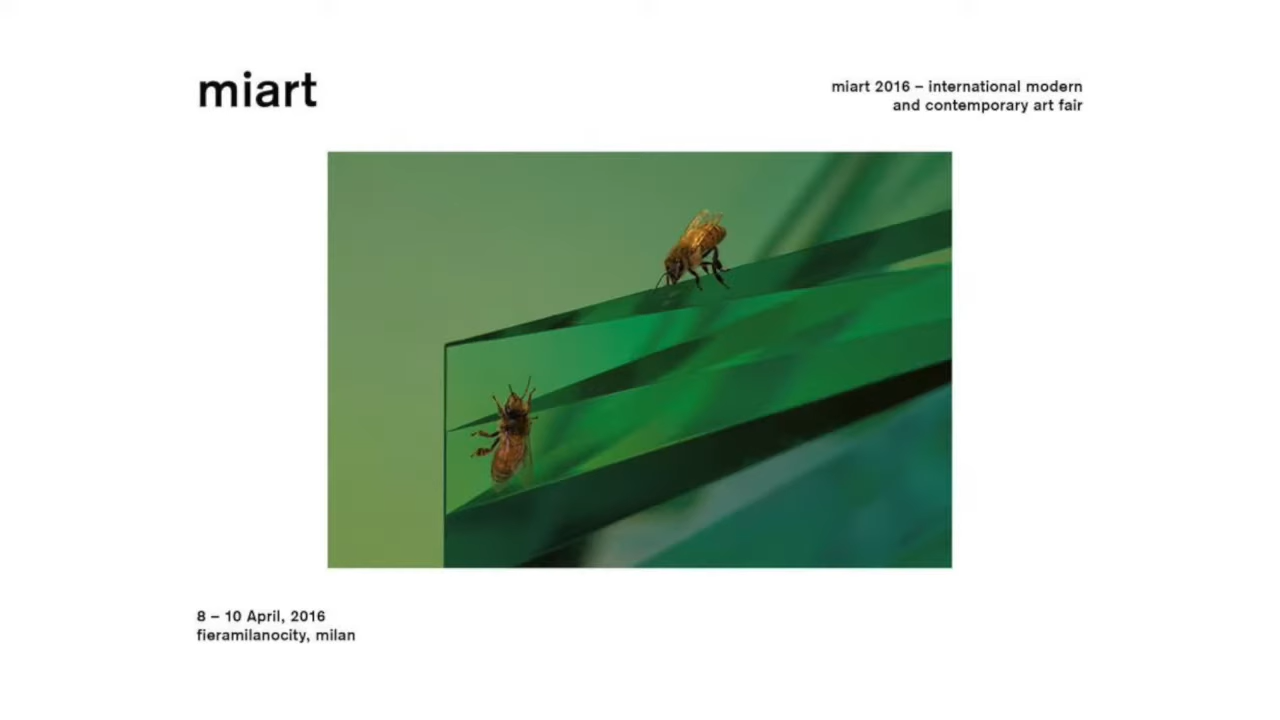 miart
miart 2016 – international modern
and contemporary art fair
8 – 10 April, 2016
fieramilanocity, milan